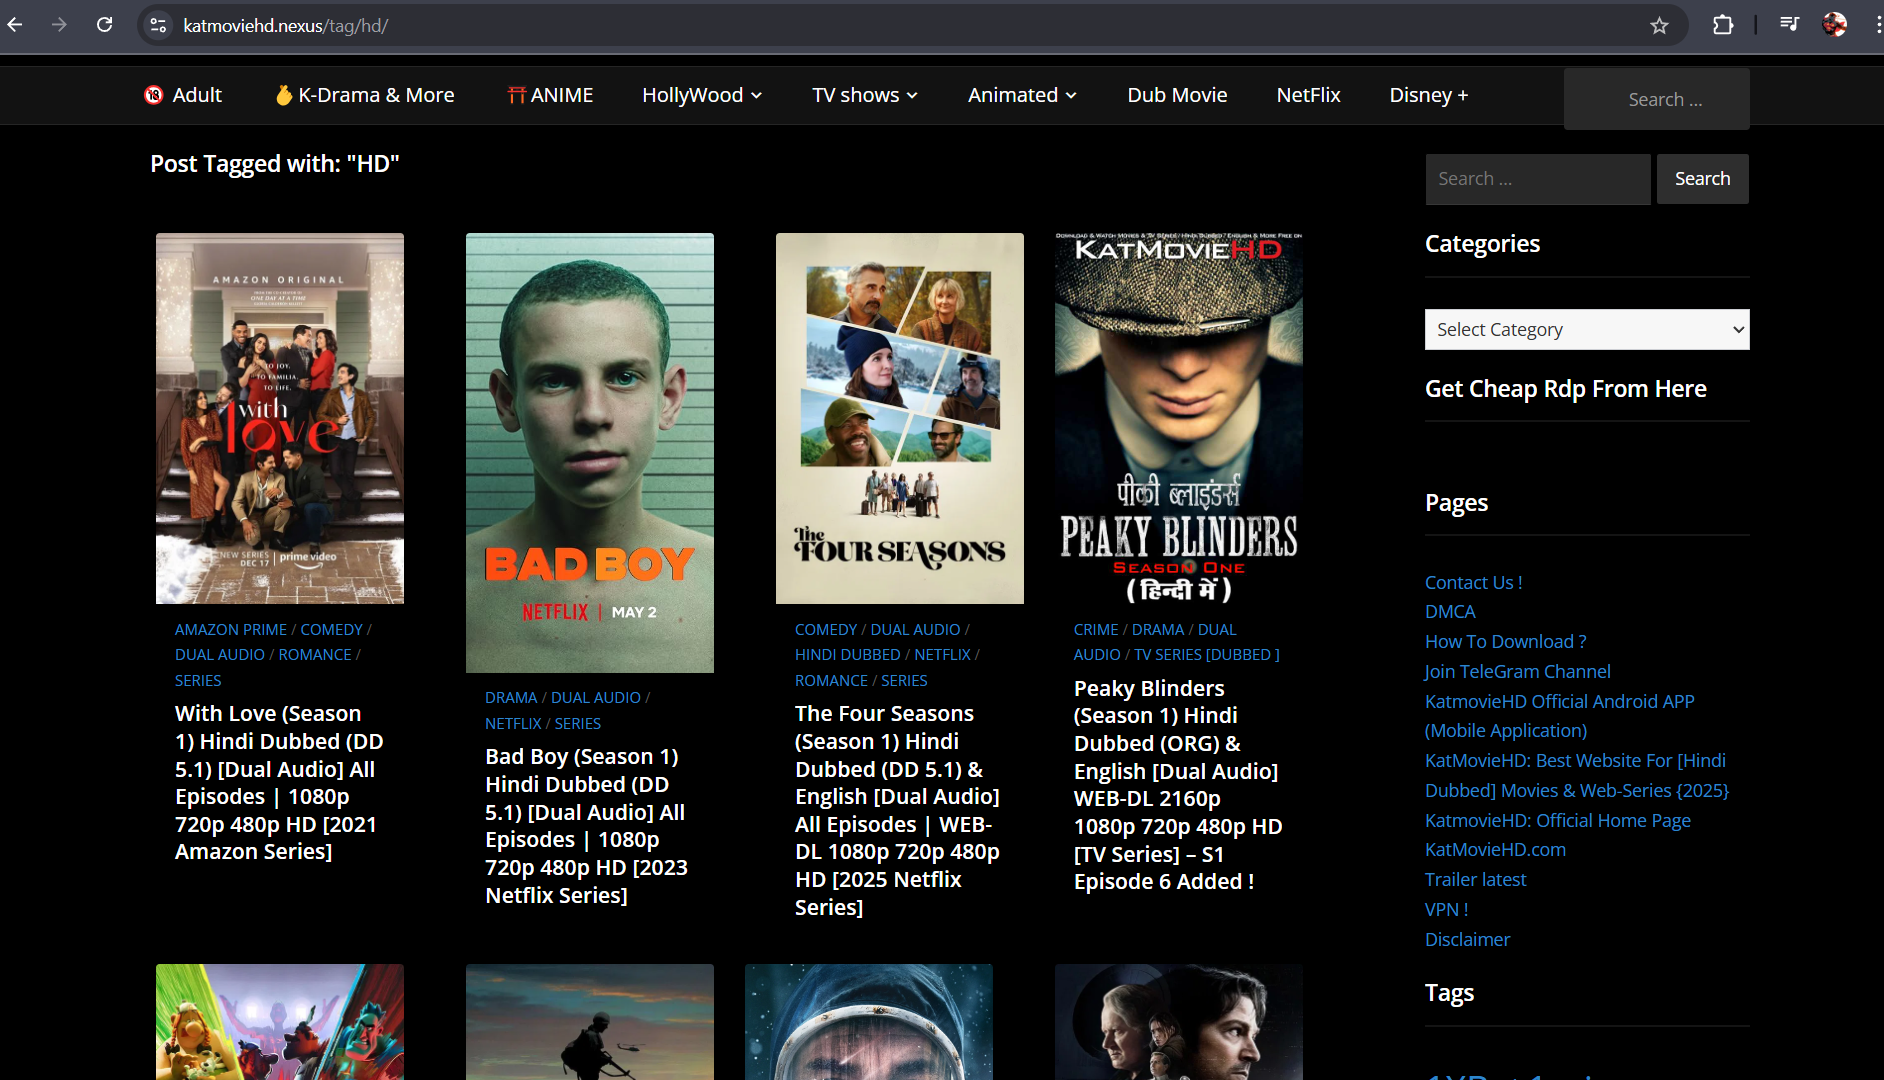 katmoviehd.nexus/tag/hd/
🔞 Adult
🫰K-Drama & More
⛩️ANIME
HollyWood
TV shows
Animated
Dub Movie
NetFlix
Disney +
Search ...
Post Tagged with: "HD"
AMAZON ORIGINAL
ONE DAY AT A TIME
TO JOY.
TO FAMILIA.
TO LIFE.
with
love
NEW SERIES
DEC 17
prime video
AMAZON PRIME / COMEDY /
DUAL AUDIO / ROMANCE /
SERIES
With Love (Season
1) Hindi Dubbed (DD
5.1) [Dual Audio] All
Episodes | 1080p
720p 480p HD [2021
Amazon Series]
BAD BOY
NETFLIX | MAY 2
DRAMA / DUAL AUDIO /
NETFLIX / SERIES
Bad Boy (Season 1)
Hindi Dubbed (DD
5.1) [Dual Audio] All
Episodes | 1080p
720p 480p HD [2023
Netflix Series]
The
FOUR SEASONS
COMEDY / DUAL AUDIO /
HINDI DUBBED / NETFLIX /
ROMANCE / SERIES
The Four Seasons
(Season 1) Hindi
Dubbed (DD 5.1) &
English [Dual Audio]
All Episodes | WEB-
DL 1080p 720p 480p
HD [2025 Netflix
Series]
KATMOVIEHD
पीकी ब्लाइंडर्स
PEAKY BLINDERS
SEASON ONE
(हिन्दी में)
CRIME / DRAMA / DUAL
AUDIO / TV SERIES [DUBBED ]
Peaky Blinders
(Season 1) Hindi
Dubbed (ORG) &
English [Dual Audio]
WEB-DL 2160p
1080p 720p 480p HD
[TV Series] – S1
Episode 6 Added !
Search ...
Search
Categories
Select Category
Get Cheap Rdp From Here
Pages
Contact Us !
DMCA
How To Download ?
Join TeleGram Channel
KatmovieHD Official Android APP
(Mobile Application)
KatMovieHD: Best Website For [Hindi
Dubbed] Movies & Web-Series {2025}
KatmovieHD: Official Home Page
KatMovieHD.com
Trailer latest
VPN !
Disclaimer
Tags